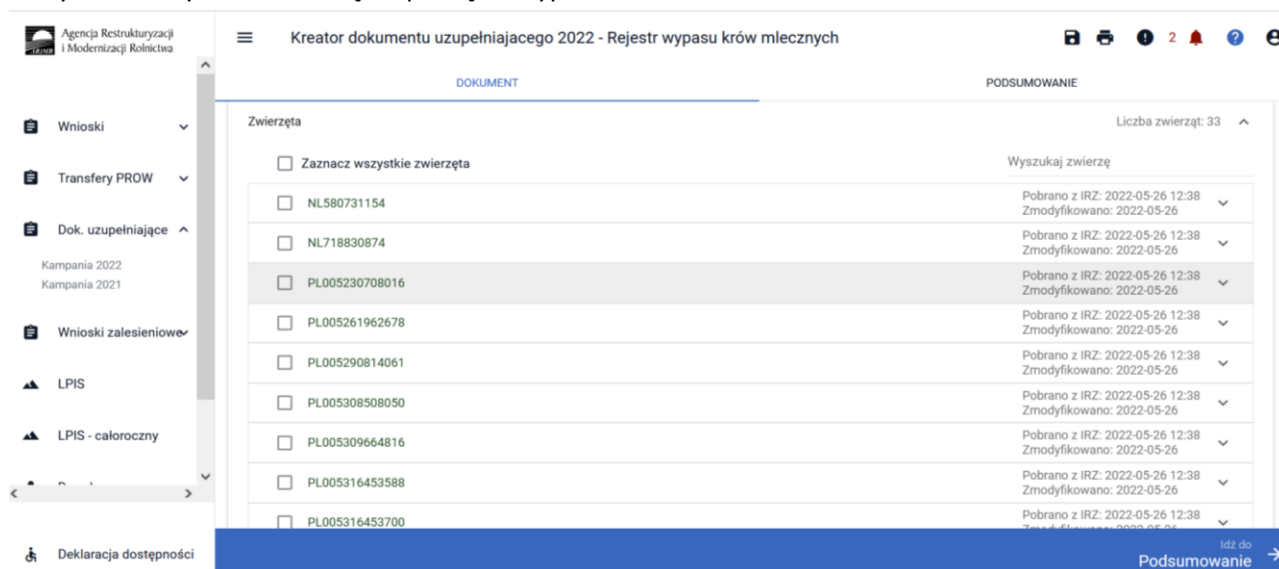 Agencja Restrukturyzacji
i Modernizacji Rolnictwa
Kreator dokumentu uzupełniajacego 2022 - Rejestr wypasu krów mlecznych
2
DOKUMENT
PODSUMOWANIE
Wnioski
Transfery PROW
Dok. uzupełniające
Kampania 2022
Kampania 2021
Wnioski zalesieniowe
LPIS
LPIS - całoroczny
Deklaracja dostępności
Zwierzęta
Liczba zwierząt: 33
Zaznacz wszystkie zwierzęta
Wyszukaj zwierzę
NL580731154
Pobrano z IRZ: 2022-05-26 12:38
Zmodyfikowano: 2022-05-26
NL718830874
Pobrano z IRZ: 2022-05-26 12:38
Zmodyfikowano: 2022-05-26
PL005230708016
Pobrano z IRZ: 2022-05-26 12:38
Zmodyfikowano: 2022-05-26
PL005261962678
Pobrano z IRZ: 2022-05-26 12:38
Zmodyfikowano: 2022-05-26
PL005290814061
Pobrano z IRZ: 2022-05-26 12:38
Zmodyfikowano: 2022-05-26
PL005308508050
Pobrano z IRZ: 2022-05-26 12:38
Zmodyfikowano: 2022-05-26
PL005309664816
Pobrano z IRZ: 2022-05-26 12:38
Zmodyfikowano: 2022-05-26
PL005316453588
Pobrano z IRZ: 2022-05-26 12:38
Zmodyfikowano: 2022-05-26
PL005316453700
Pobrano z IRZ: 2022-05-26 12:38
Idź do
Podsumowanie